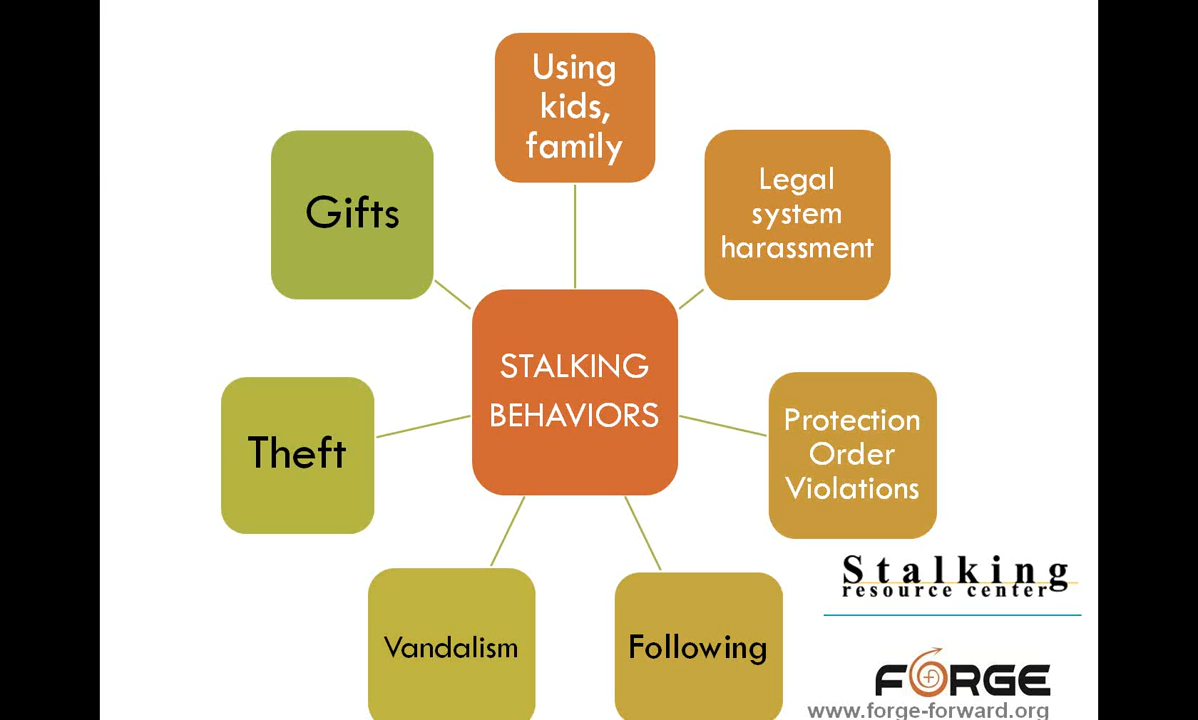 Using
kids,
family
Gifts
Legal
system
harassment
STALKING
BEHAVIORS
Theft
Protection
Order
Violations
Vandalism
Following
Stalking
resource center
FORGE
www.forge-forward.org